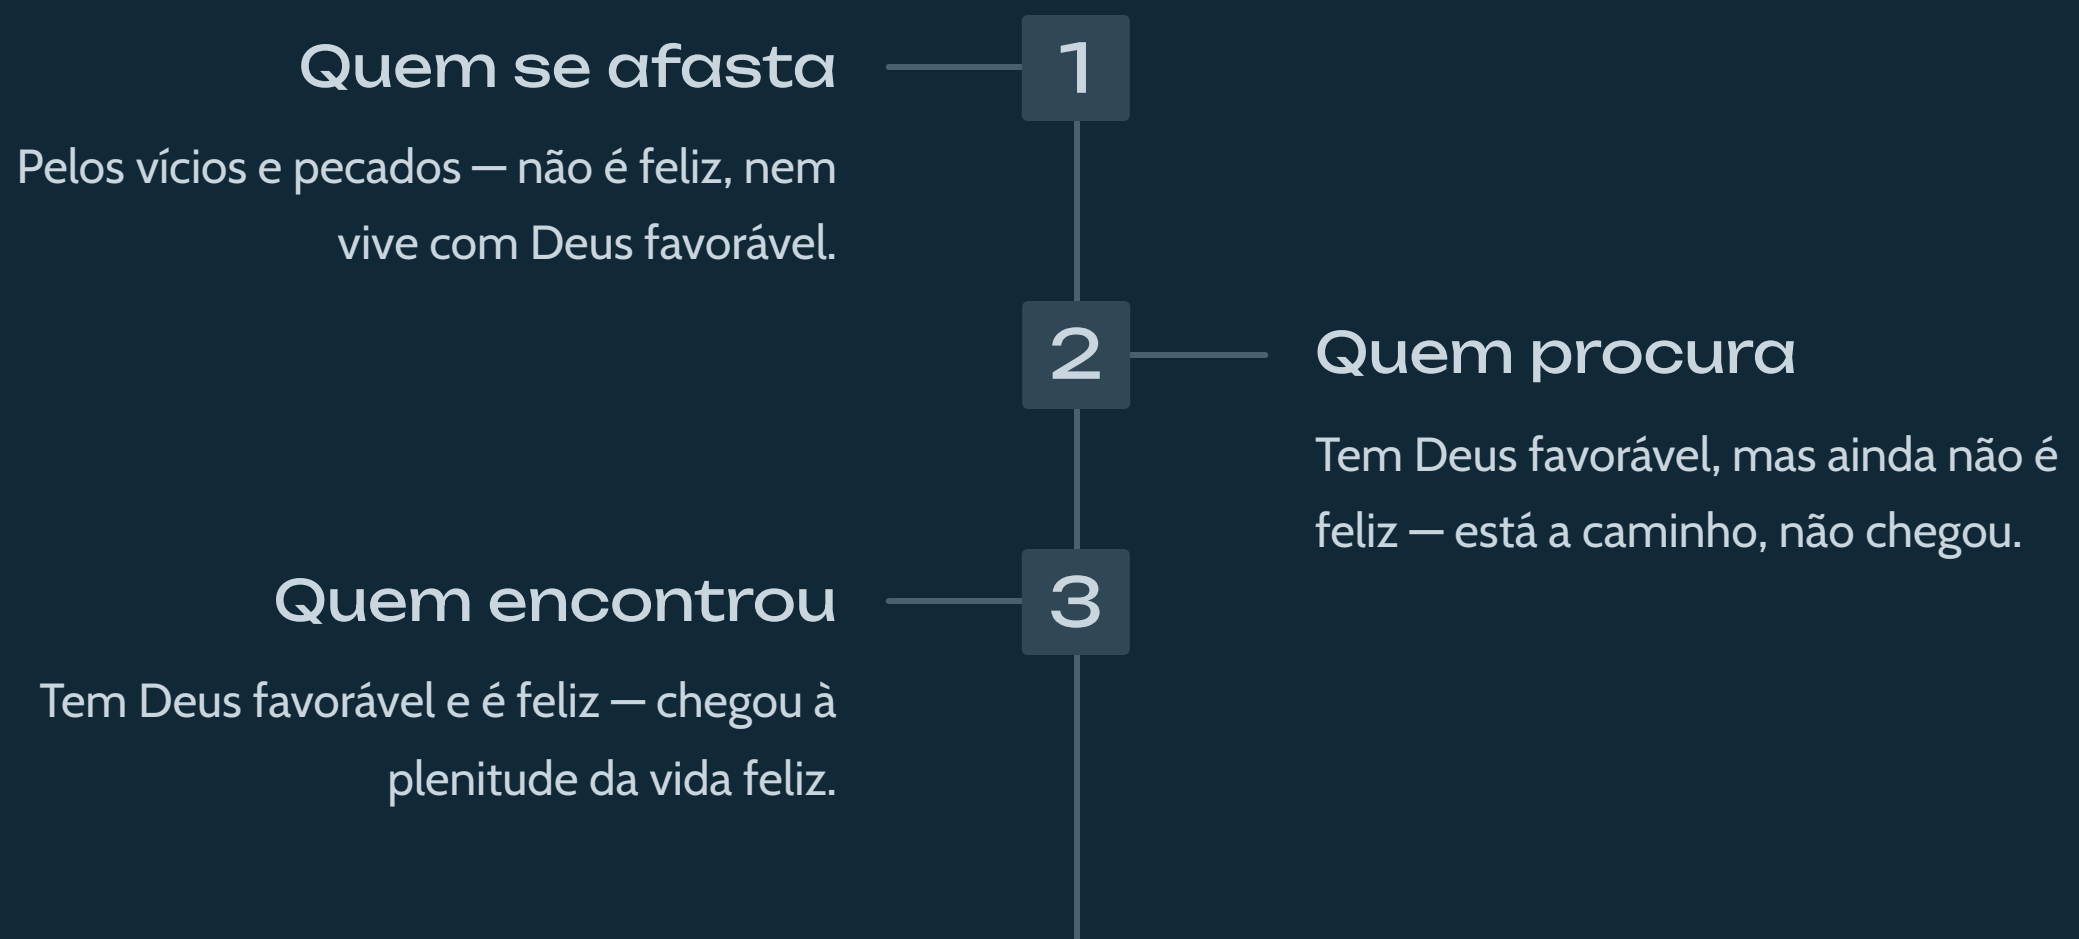 Quem se afasta
1
Pelos vícios e pecados — não é feliz, nem
vive com Deus favorável.
2
Quem procura
Tem Deus favorável, mas ainda não é
feliz — está a caminho, não chegou.
Quem encontrou
3
Tem Deus favorável e é feliz — chegou à
plenitude da vida feliz.